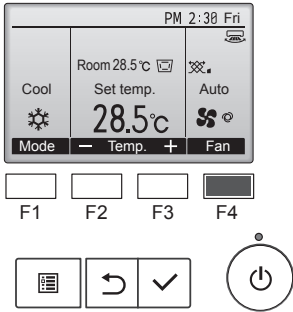 PM 2:30 Fri
Room 28.5℃
Cool Set temp. Auto
28.5℃
Mode − Temp. + Fan
F1 F2 F3 F4